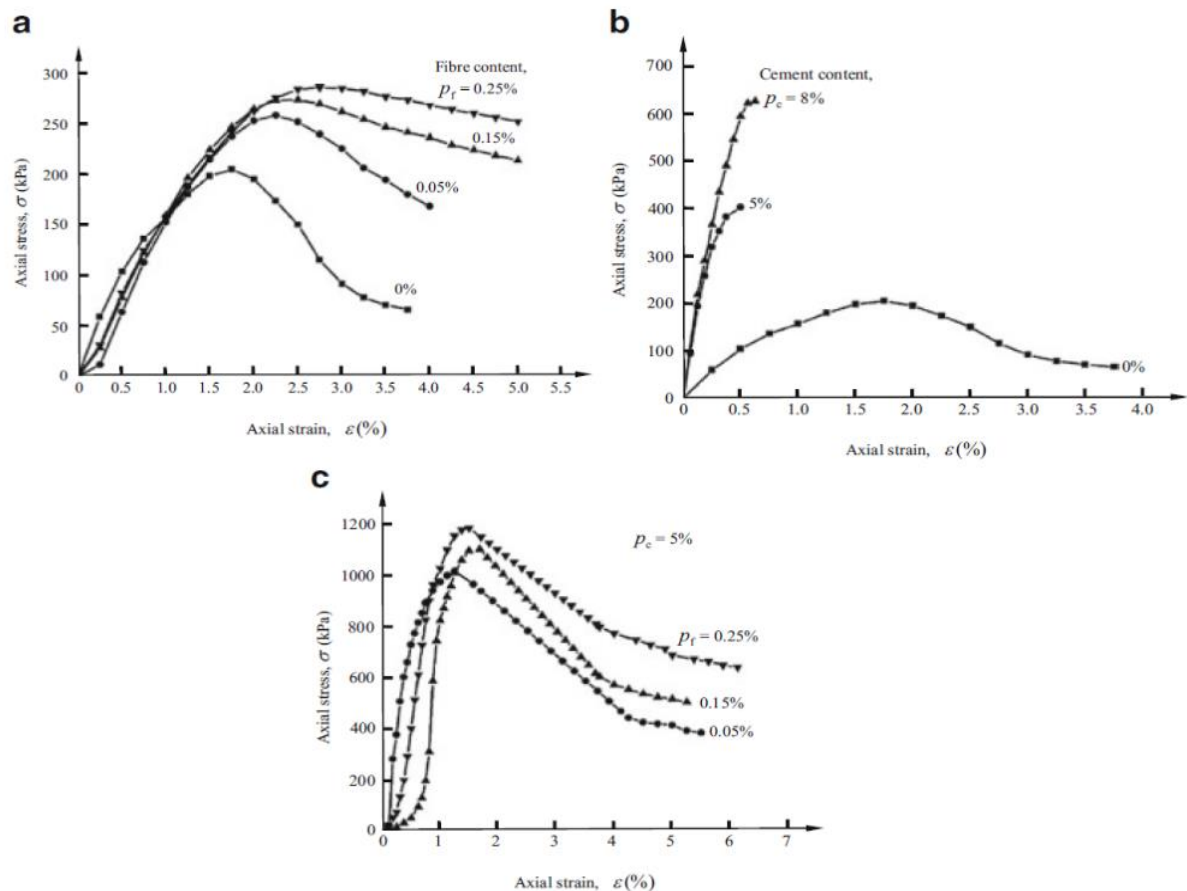 a
Fibre content,
p_f = 0.25%
0.15%
0.05%
0%
300
250
200
150
100
50
0
Axial stress, σ (kPa)
0 0.5 1.0 1.5 2.0 2.5 3.0 3.5 4.0 4.5 5.0 5.5
Axial strain, ε(%)
b
Cement content,
p_c = 8%
5%
0%
700
600
500
400
300
200
100
0
Axial stress, σ (kPa)
0 0.5 1.0 1.5 2.0 2.5 3.0 3.5 4.0
Axial strain, ε(%)
c
p_c = 5%
p_f = 0.25%
0.15%
0.05%
1200
1000
800
600
400
200
0
Axial stress, σ (kPa)
0 1 2 3 4 5 6 7
Axial strain, ε(%)